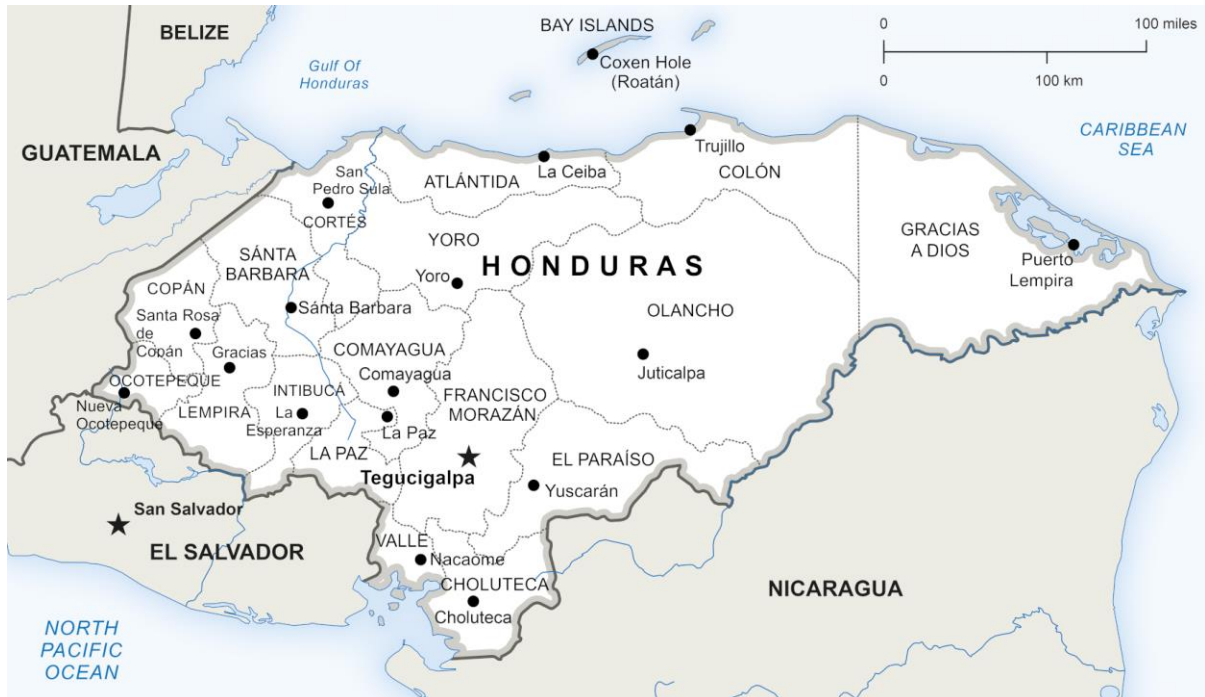 BELIZE
BAY ISLANDS
0
100 miles
Coxen Hole
(Roatán)
0
100 km
Gulf Of
Honduras
CARIBBEAN
SEA
GUATEMALA
Trujillo
San
Pedro Sula
ATLÁNTIDA
La Ceiba
COLÓN
CORTÉS
YORO
GRACIAS
A DIOS
SÁNTA
BARBARA
HONDURAS
Yoro
Puerto
Lempira
COPÁN
Sánta Barbara
OLANCHO
Santa Rosa
de
Copán
Gracias
COMAYAGUA
Comayagua
Juticalpa
OCOTEPEQUE
INTIBUCÁ
FRANCISCO
MORAZÁN
Nueva
Ocotepeque
LEMPIRA
La
Esperanza
La Paz
LA PAZ
EL PARAÍSO
Tegucigalpa
Yuscarán
San Salvador
VALLE
EL SALVADOR
Nacaome
CHOLUTECA
NICARAGUA
Choluteca
NORTH
PACIFIC
OCEAN